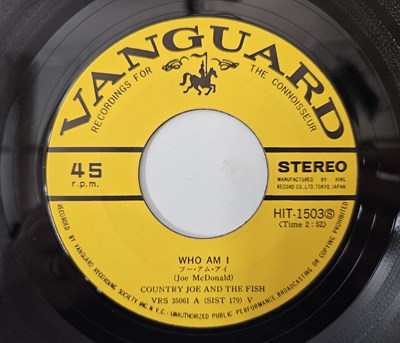 VANGUARD
RECORDINGS FOR THE CONNOISSEUR
45
r.p.m.
STEREO
MANUFACTURED BY KING
RECORD CO., LTD. TOKYO, JAPAN
HIT-1503Ⓢ
(Time 2:52)
WHO AM I
フー・アム・アイ
(Joe McDonald)
COUNTRY JOE AND THE FISH
VRS 35061 A (SIST 179) V
RECORDED BY VANGUARD RECORDING SOCIETY INC., N.Y.C.-UNAUTHORIZED PUBLIC PERFORMANCE BROADCASTING OR COPYING PROHIBITED